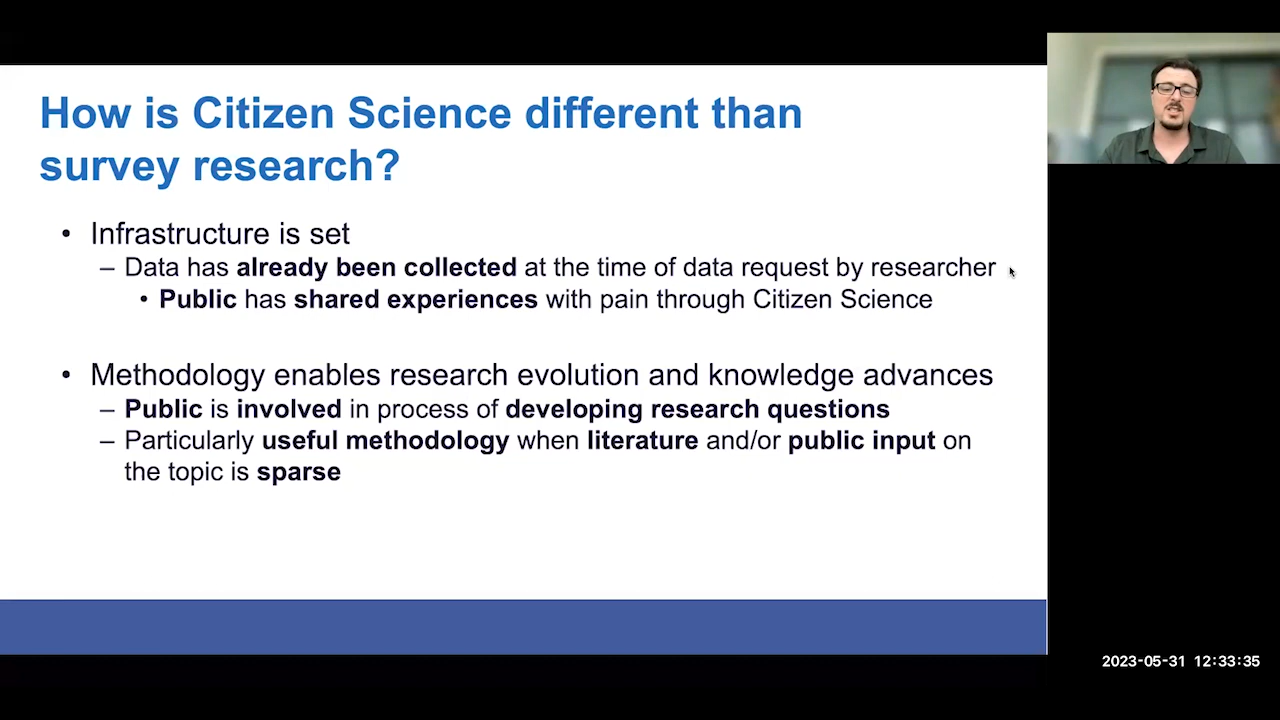 How is Citizen Science different than
survey research?
• Infrastructure is set
– Data has already been collected at the time of data request by researcher
• Public has shared experiences with pain through Citizen Science
• Methodology enables research evolution and knowledge advances
– Public is involved in process of developing research questions
– Particularly useful methodology when literature and/or public input on
the topic is sparse
2023-05-31 12:33:35